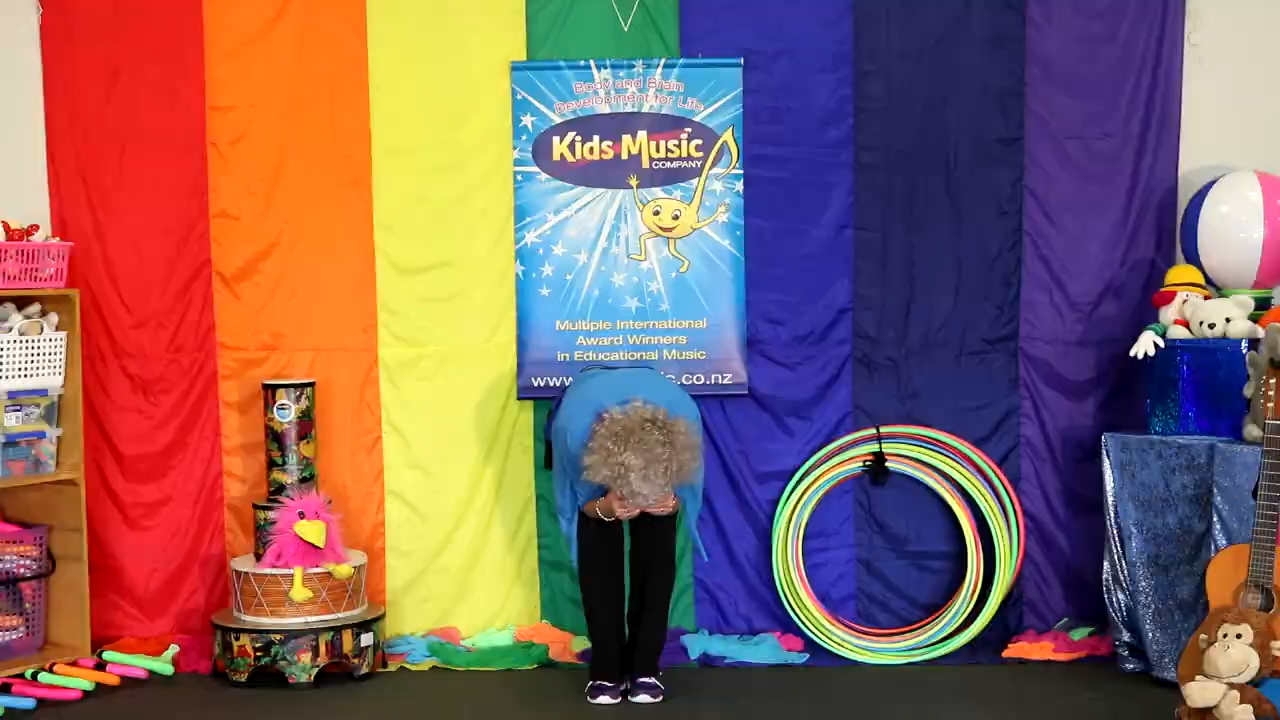 Body and Brain
Development for Life
Kids Music
COMPANY
Multiple International
Award Winners
in Educational Music
www. ic.co.nz